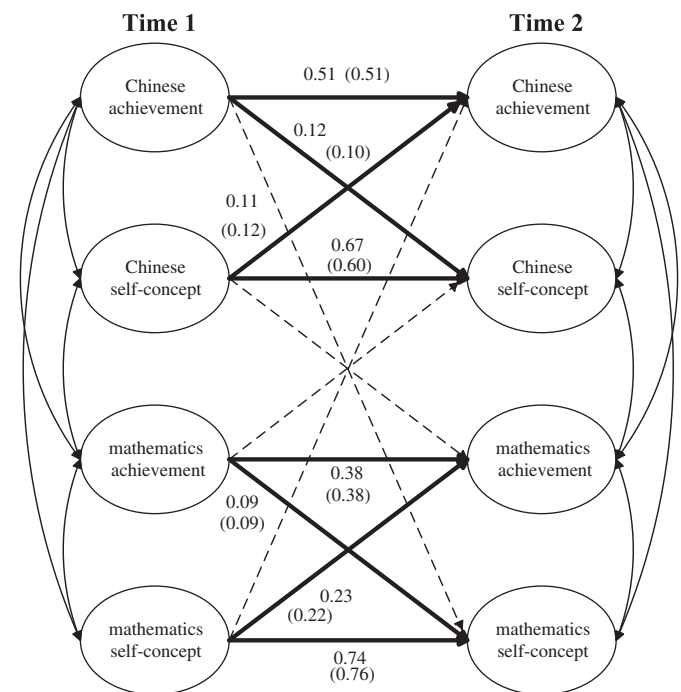 Time 1
Time 2
Chinese
achievement
0.51 (0.51)
Chinese
achievement
0.12
(0.10)
0.11
(0.12)
Chinese
self-concept
0.67
(0.60)
Chinese
self-concept
mathematics
achievement
0.38
(0.38)
mathematics
achievement
0.09
(0.09)
0.23
(0.22)
mathematics
self-concept
0.74
(0.76)
mathematics
self-concept